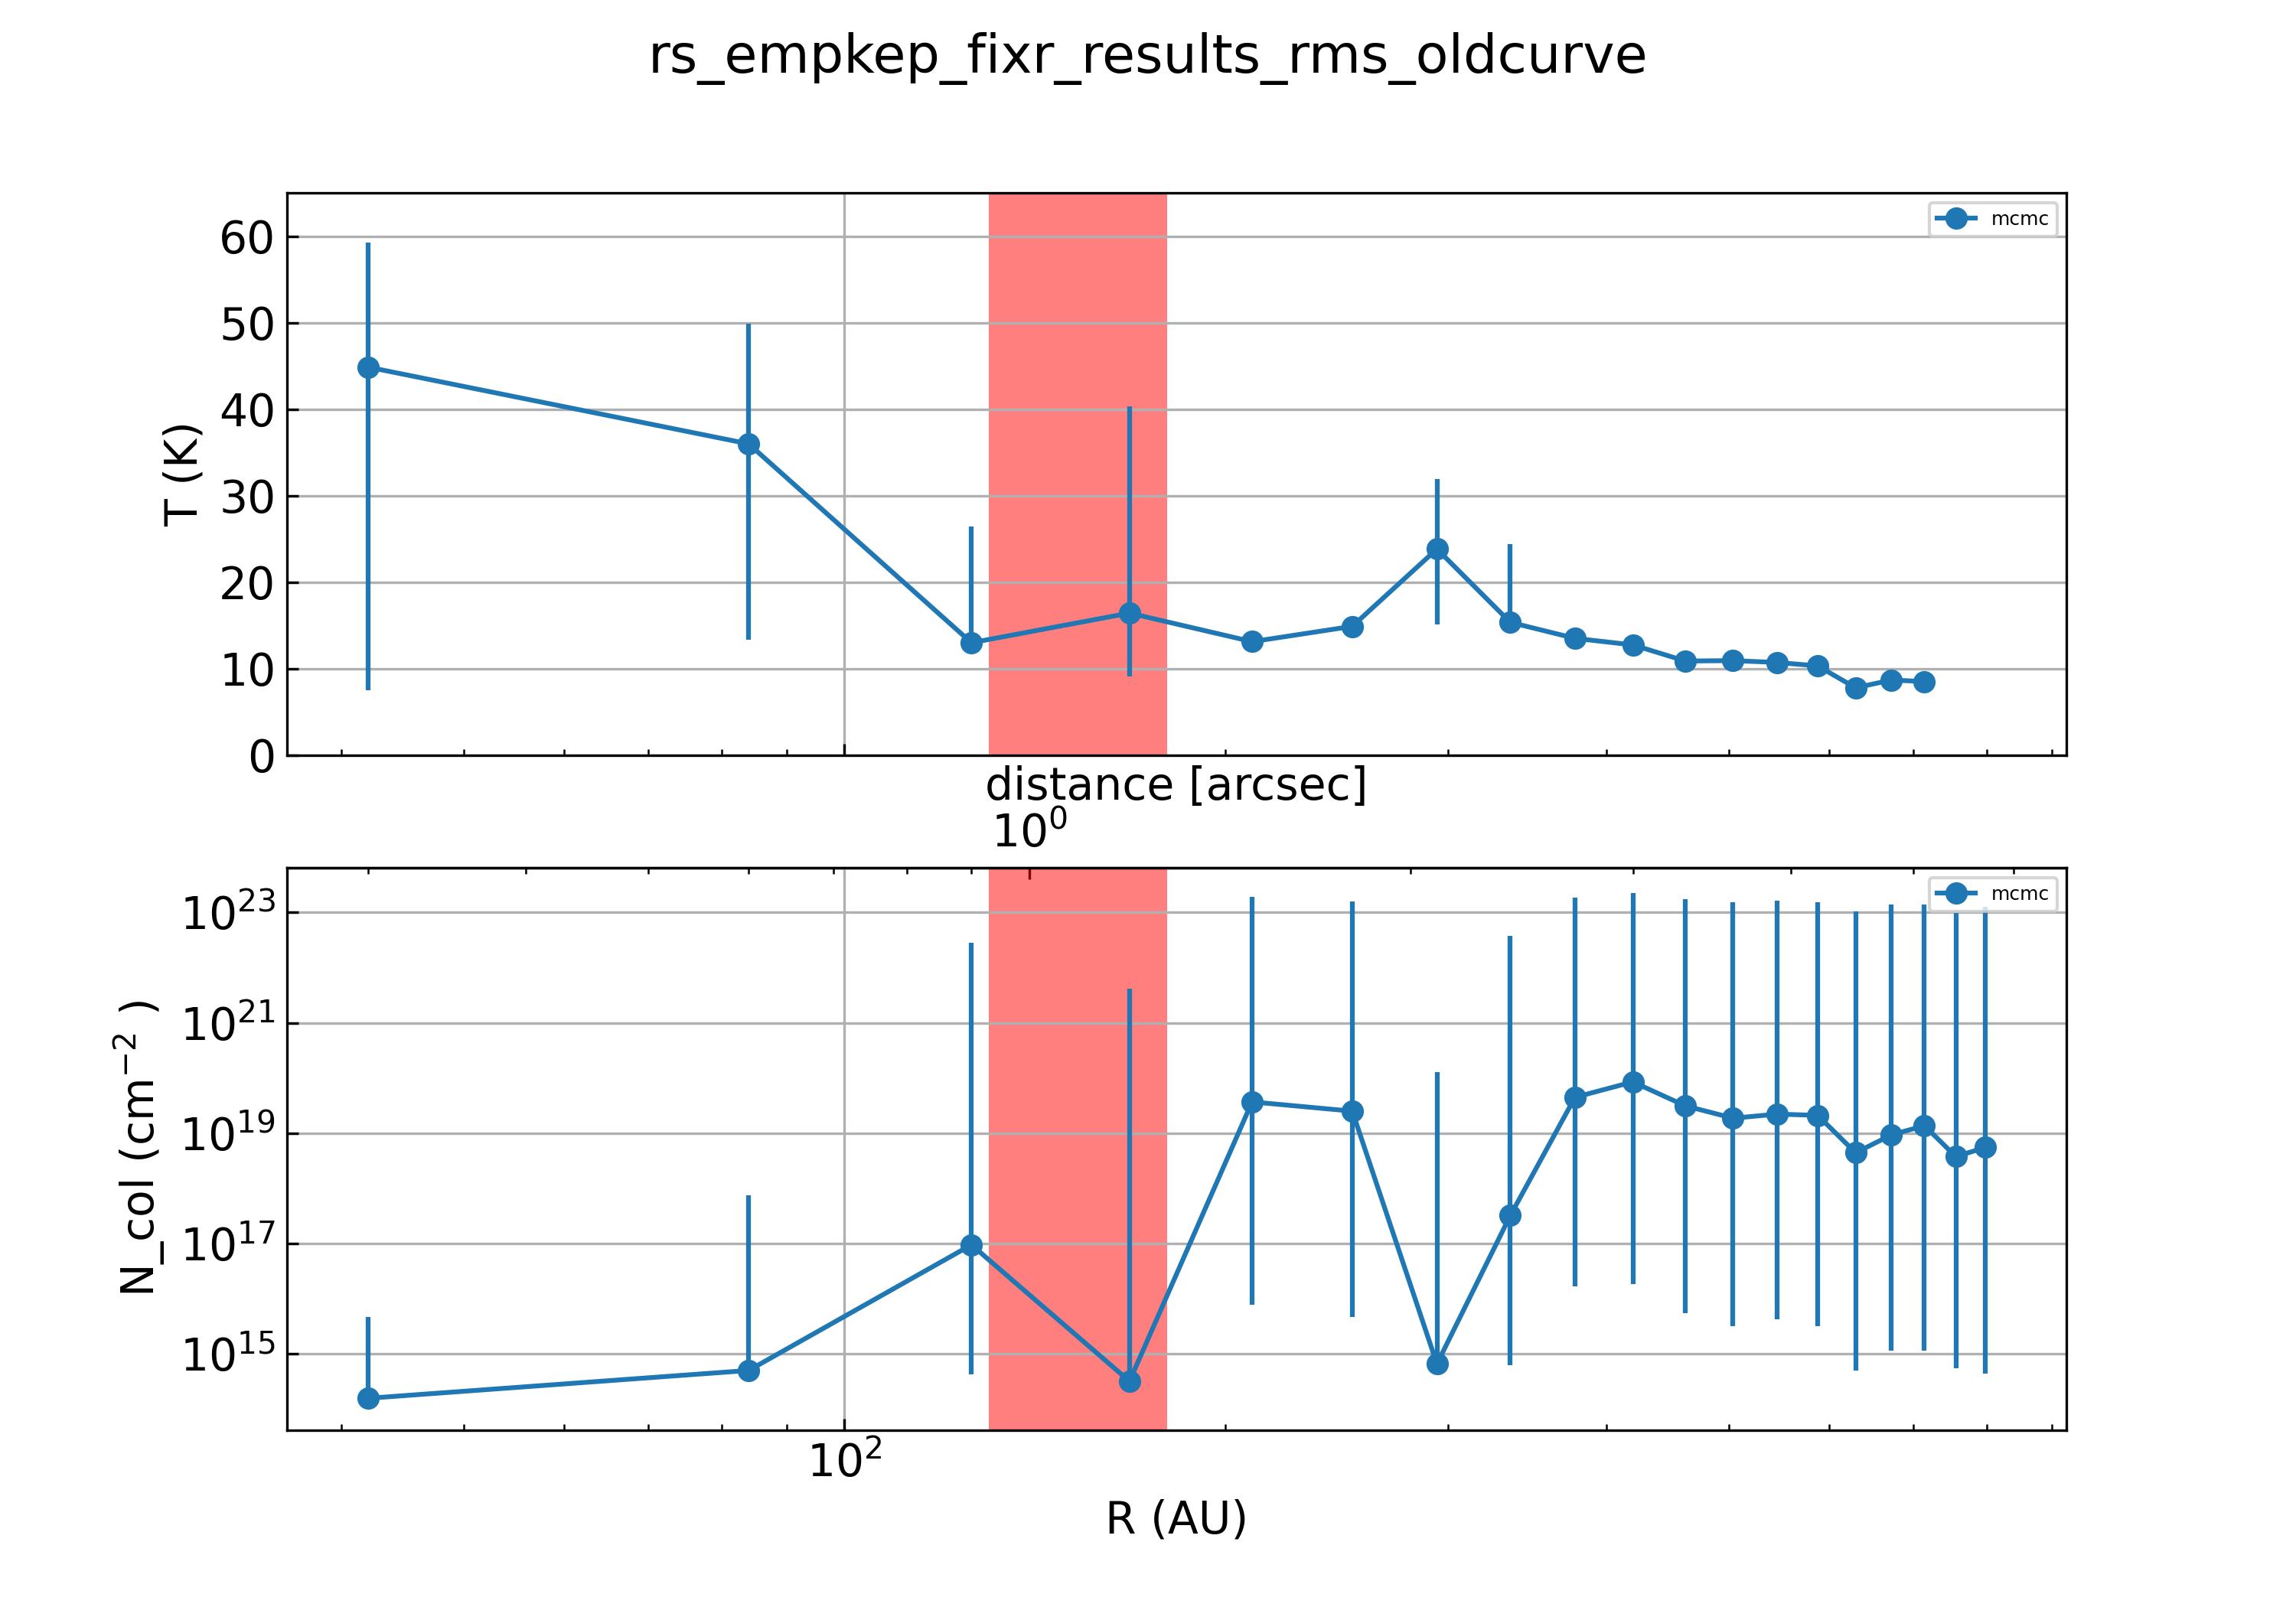 rs_empkep_fixr_results_rms_oldcurve
mcmc
T (K)
60
50
40
30
20
10
0
distance [arcsec]
10⁰
mcmc
N_col (cm⁻²)
10²³
10²¹
10¹⁹
10¹⁷
10¹⁵
10²
R (AU)